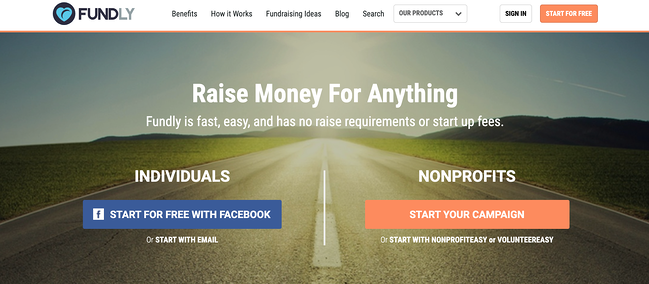 FUNDLY
Benefits How it Works Fundraising Ideas Blog Search OUR PRODUCTS SIGN IN START FOR FREE
Raise Money For Anything
Fundly is fast, easy, and has no raise requirements or start up fees.
INDIVIDUALS
f START FOR FREE WITH FACEBOOK
Or START WITH EMAIL
NONPROFITS
START YOUR CAMPAIGN
Or START WITH NONPROFITEASY or VOLUNTEEREASY